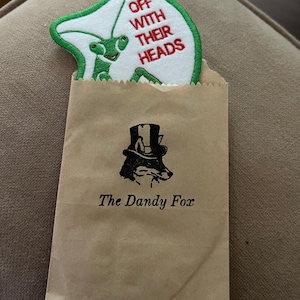 OFF
WITH
THEIR
HEADS
The Dandy Fox